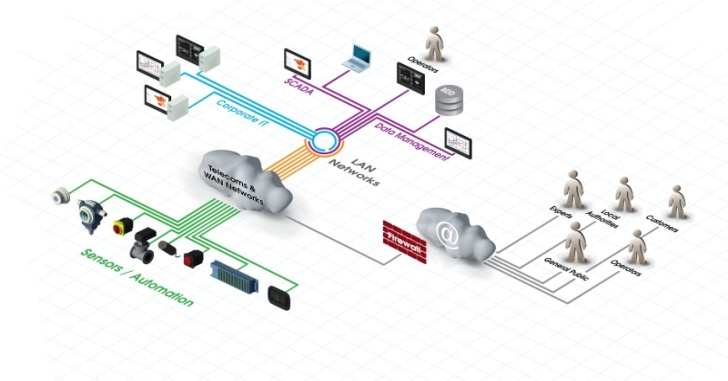 Operators
SCADA
BDD
Corporate IT
Data Management
LAN
Networks
Telecoms &
WAN Networks
Experts
Local
Authorities
Customers
@
Firewall
General Public
Operators
Sensors / Automation